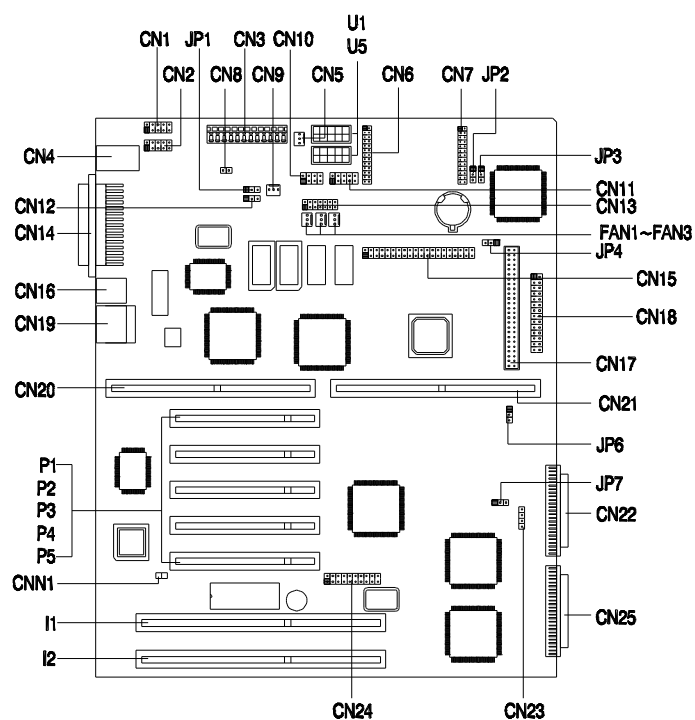 U1
U5
CN1 JP1 CN3 CN10
CN2 CN8 CN9 CN5 CN6 CN7 JP2
CN4
JP3
CN11
CN12
CN13
CN14
FAN1~FAN3
JP4
CN15
CN16
CN18
CN19
CN17
CN20
CN21
JP6
P1
P2
P3
P4
P5
JP7
CN22
CNN1
I1
CN25
I2
CN24
CN23